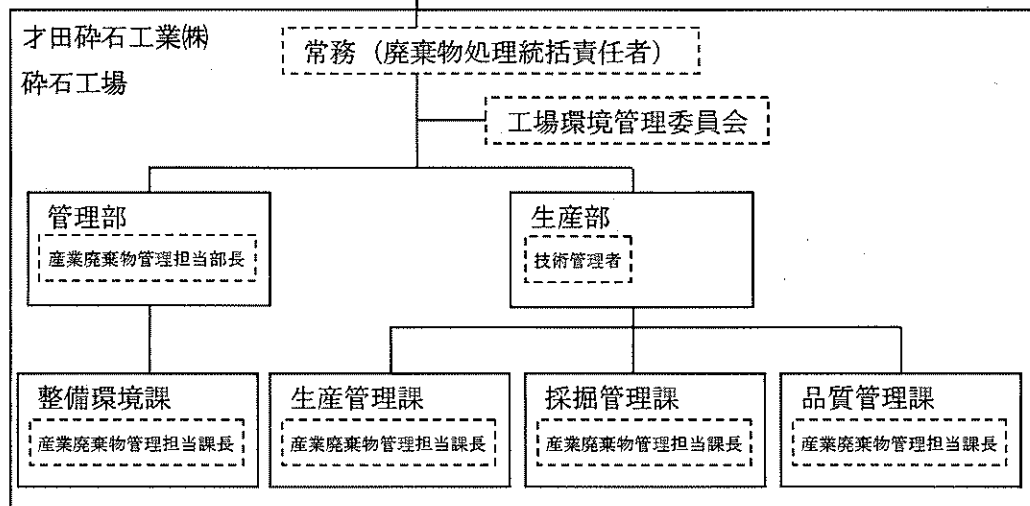 才田砕石工業㈱
砕石工場
常務（廃棄物処理統括責任者）
工場環境管理委員会
管理部
産業廃棄物管理担当部長
生産部
技術管理者
整備環境課
産業廃棄物管理担当課長
生産管理課
産業廃棄物管理担当課長
採掘管理課
産業廃棄物管理担当課長
品質管理課
産業廃棄物管理担当課長